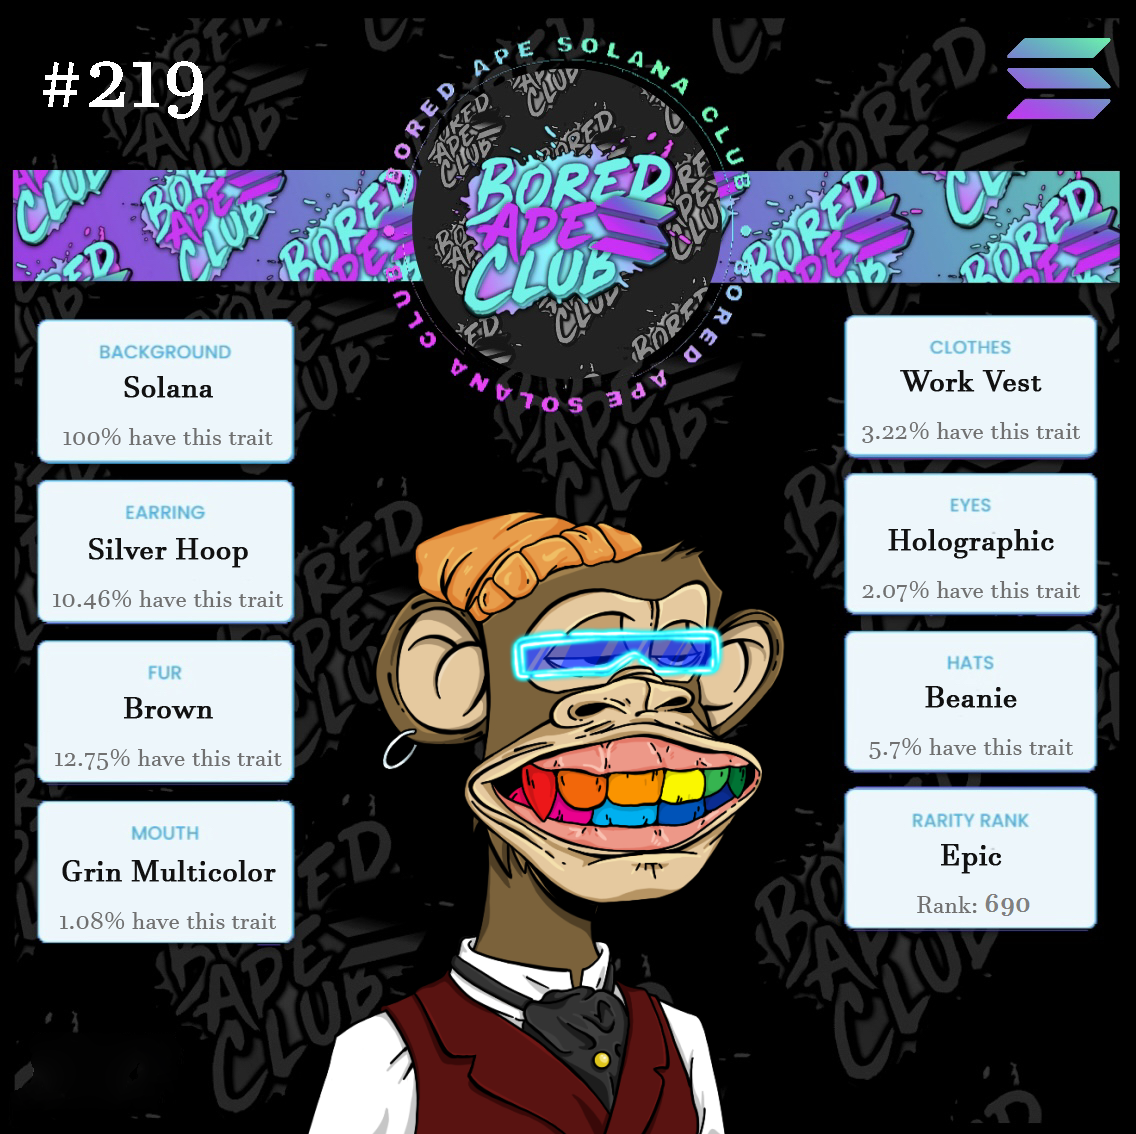 #219
BORED APE SOLANA CLUB
BORED
APE
CLUB
BORED APE SOLANA CLUB
BACKGROUND
Solana
100% have this trait
EARRING
Silver Hoop
10.46% have this trait
FUR
Brown
12.75% have this trait
MOUTH
Grin Multicolor
1.08% have this trait
CLOTHES
Work Vest
3.22% have this trait
EYES
Holographic
2.07% have this trait
HATS
Beanie
5.7% have this trait
RARITY RANK
Epic
Rank: 690